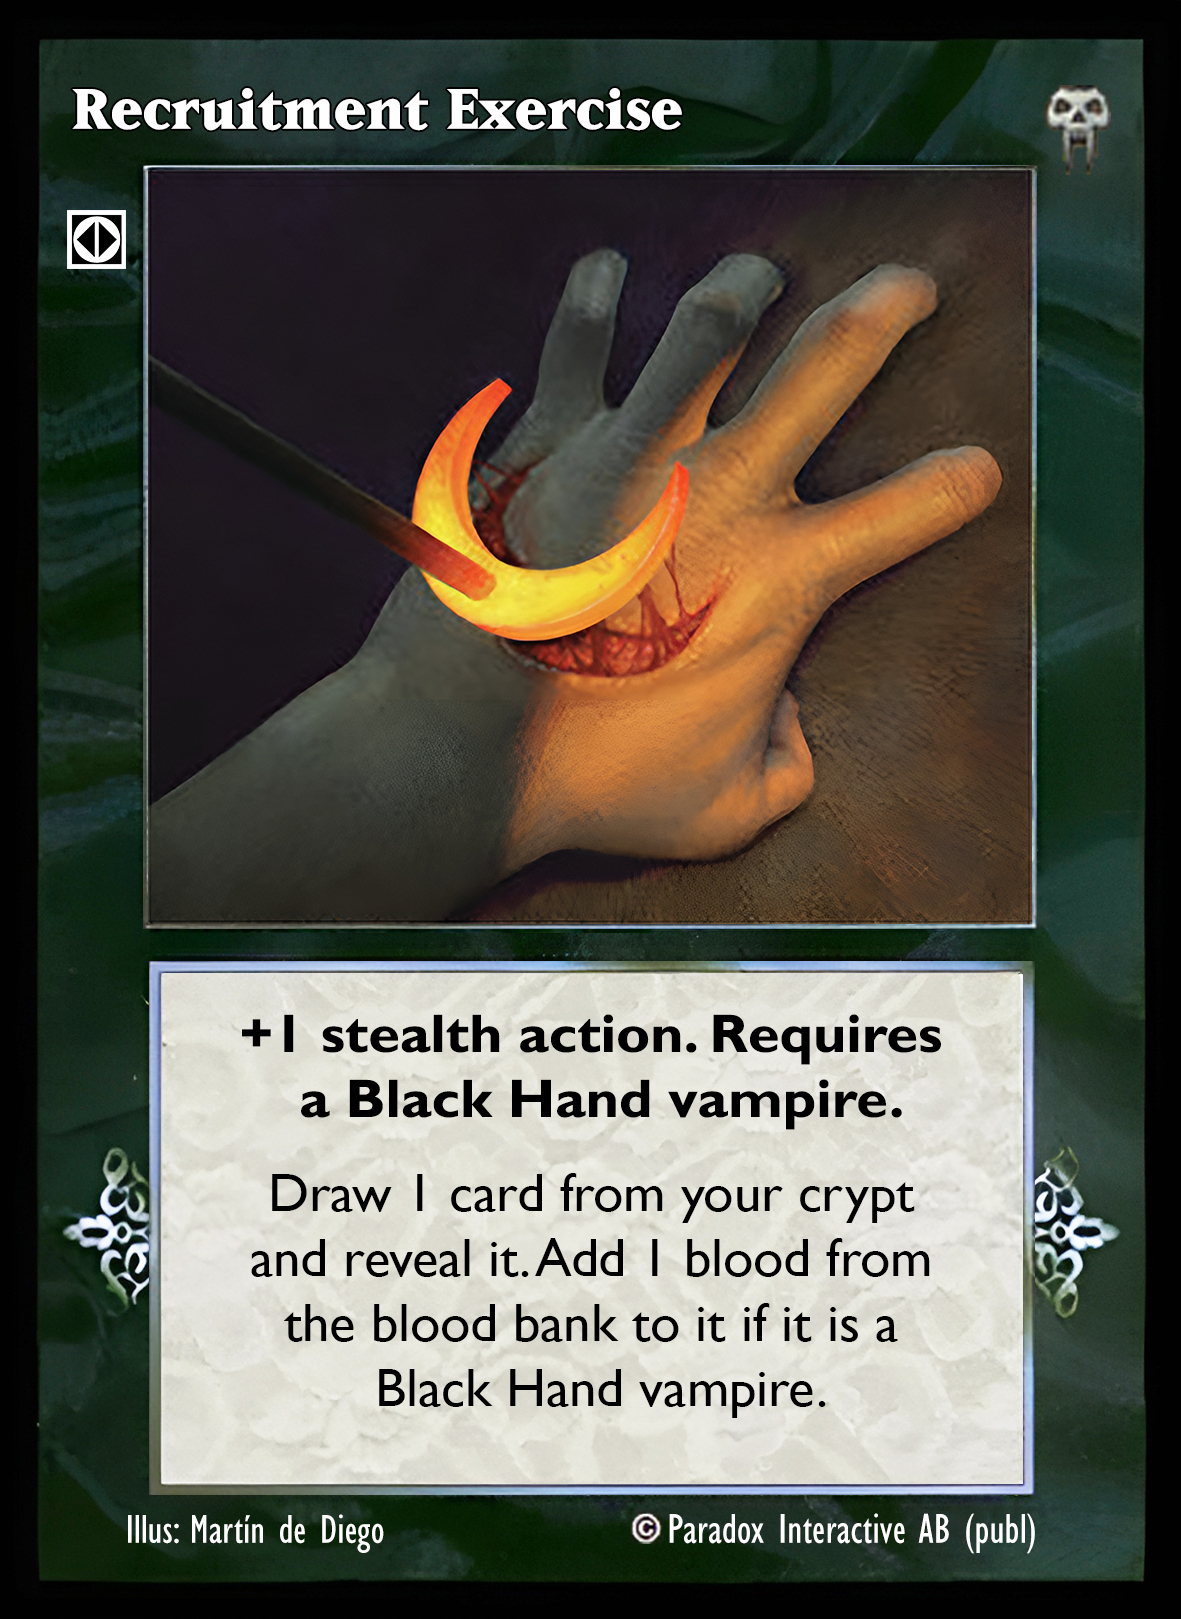 Recruitment Exercise
+1 stealth action. Requires
a Black Hand vampire.
Draw 1 card from your crypt
and reveal it. Add 1 blood from
the blood bank to it if it is a
Black Hand vampire.
Illus: Martín de Diego
© Paradox Interactive AB (publ)